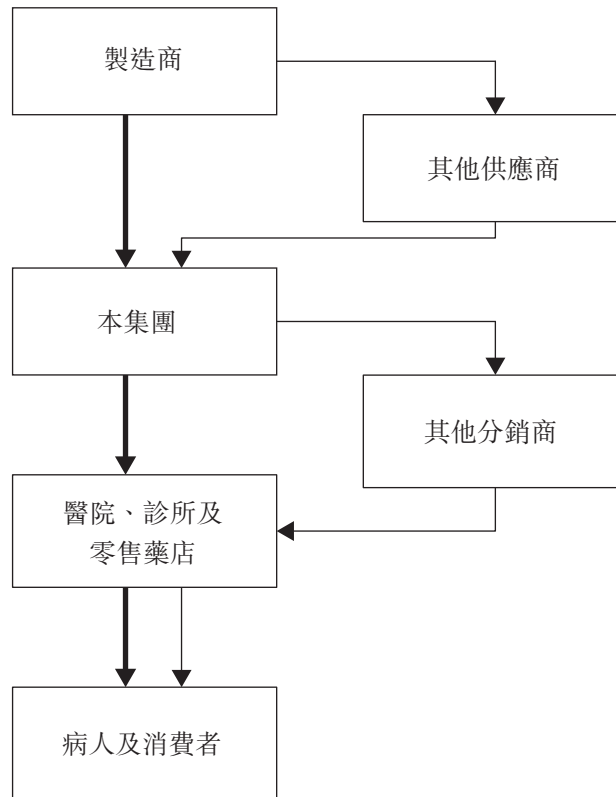 製造商
其他供應商
本集團
其他分銷商
醫院、診所及
零售藥店
病人及消費者